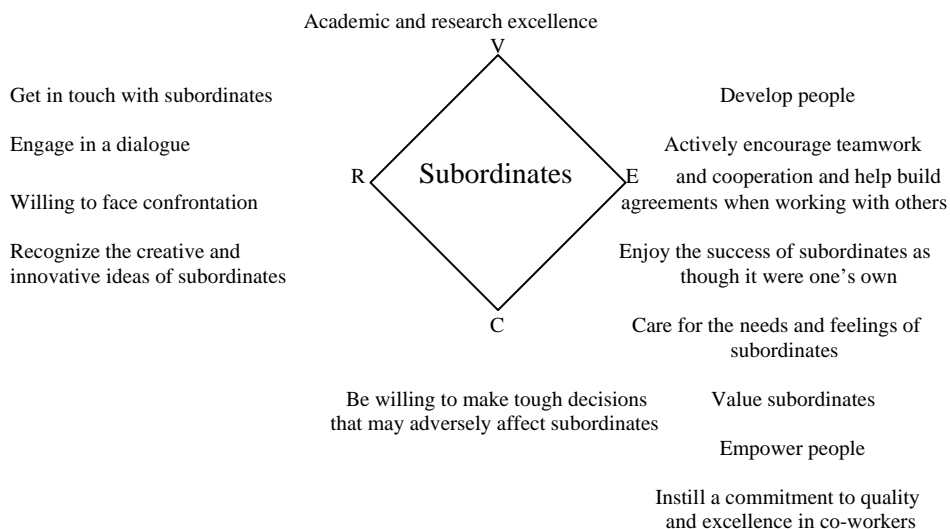 Academic and research excellence
V
Get in touch with subordinates
Engage in a dialogue
R
Willing to face confrontation
Recognize the creative and
innovative ideas of subordinates
Subordinates
E
Develop people
Actively encourage teamwork
and cooperation and help build
agreements when working with others
Enjoy the success of subordinates as
though it were one's own
Care for the needs and feelings of
subordinates
Value subordinates
Empower people
Instill a commitment to quality
and excellence in co-workers
C
Be willing to make tough decisions
that may adversely affect subordinates